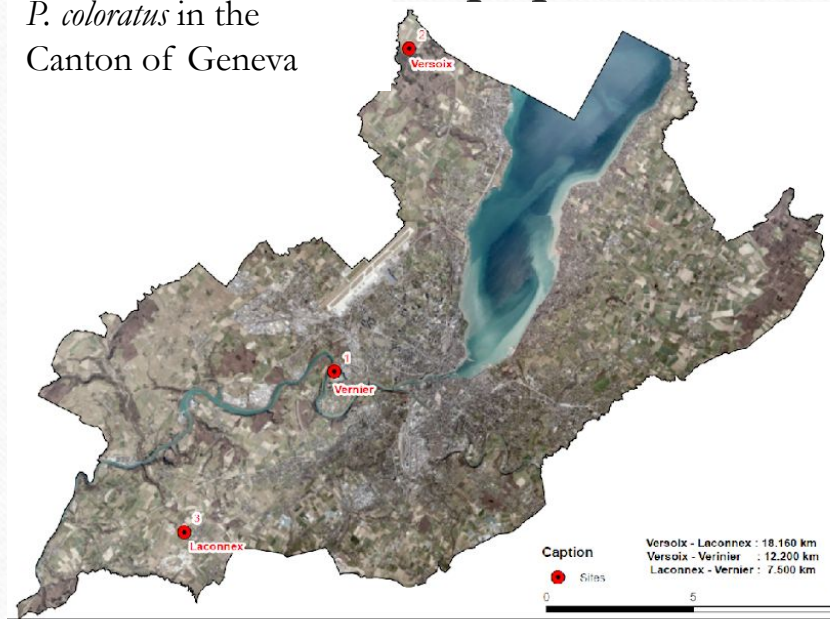 P. coloratus in the
Canton of Geneva
2
Versoix
1
Vernier
3
Laconnex
Caption
Sites
Versoix - Laconnex : 18.160 km
Versoix - Verinier : 12.200 km
Laconnex - Vernier : 7.500 km
0 5